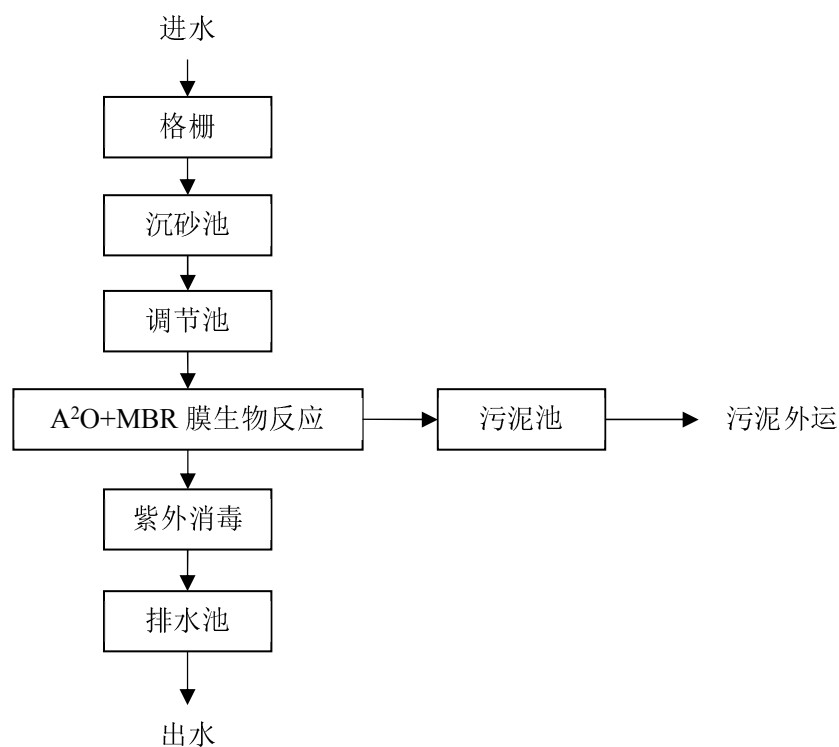 进水
格栅
沉砂池
调节池
A²O+MBR 膜生物反应
污泥池
污泥外运
紫外消毒
排水池
出水